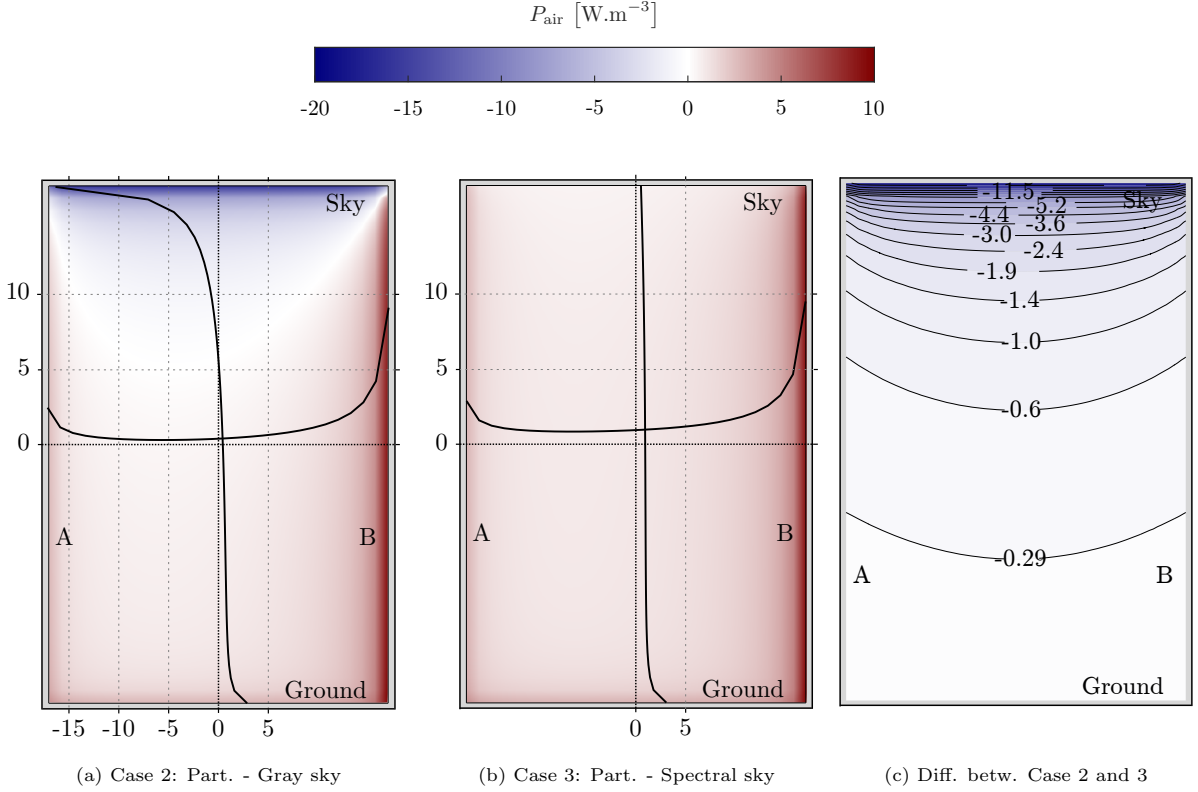 P_air [W.m^−3]
-20 -15 -10 -5 0 5 10
Sky
10
5
0
A B
Ground
-15 -10 -5 0 5
(a) Case 2: Part. - Gray sky
Sky
10
5
0
A B
Ground
0 5
(b) Case 3: Part. - Spectral sky
-11.5
Sky
-5.2
-4.4
-3.6
-3.0
-2.4
-1.9
-1.4
-1.0
-0.6
-0.29
A B
Ground
(c) Diff. betw. Case 2 and 3